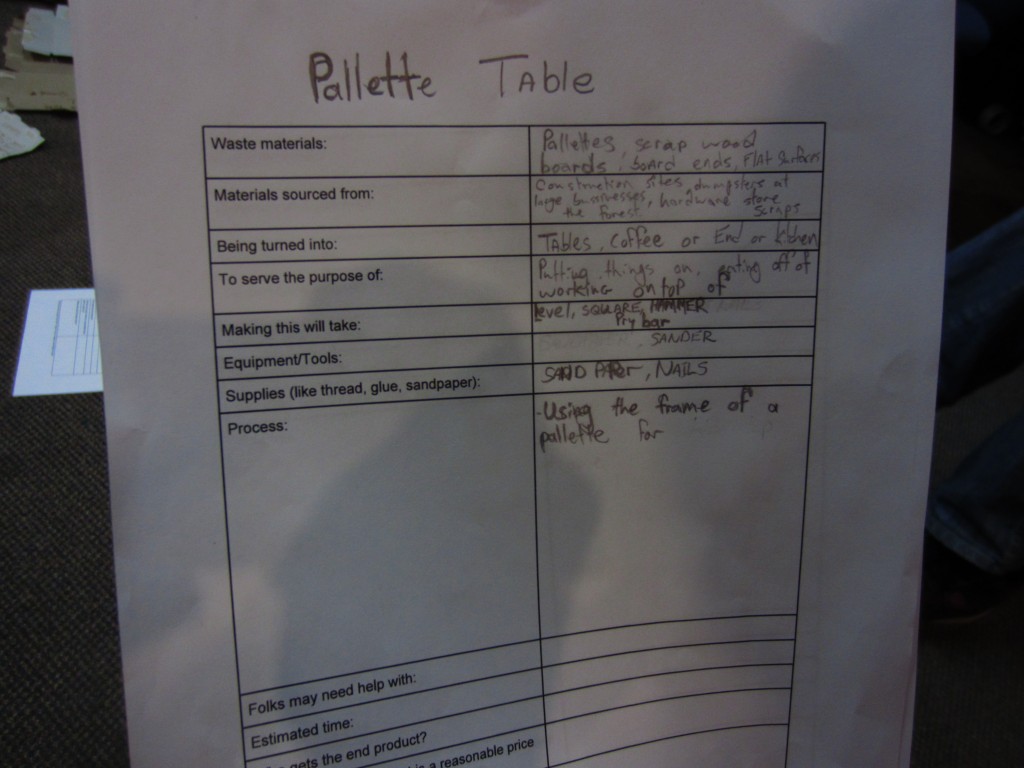 Pallette TAble
Waste materials:
Pallettes, scrap wood
boards, board ends, Flat Surfaces
Materials sourced from:
Construction sites, dumpsters at
large businesses, hardware store
the forest scraps
Being turned into:
TAbles, Coffee or End or kitchen
To serve the purpose of:
Putting things on, eating off of
working on top of
Making this will take:
level, SQUARE, HAMMER
Pry bar
Equipment/Tools:
, SANDER
Supplies (like thread, glue, sandpaper):
SAND PAPer, NAILS
Process:
-Using the frame of a
pallette for
Folks may need help with:
Estimated time:
gets the end product?
is a reasonable price